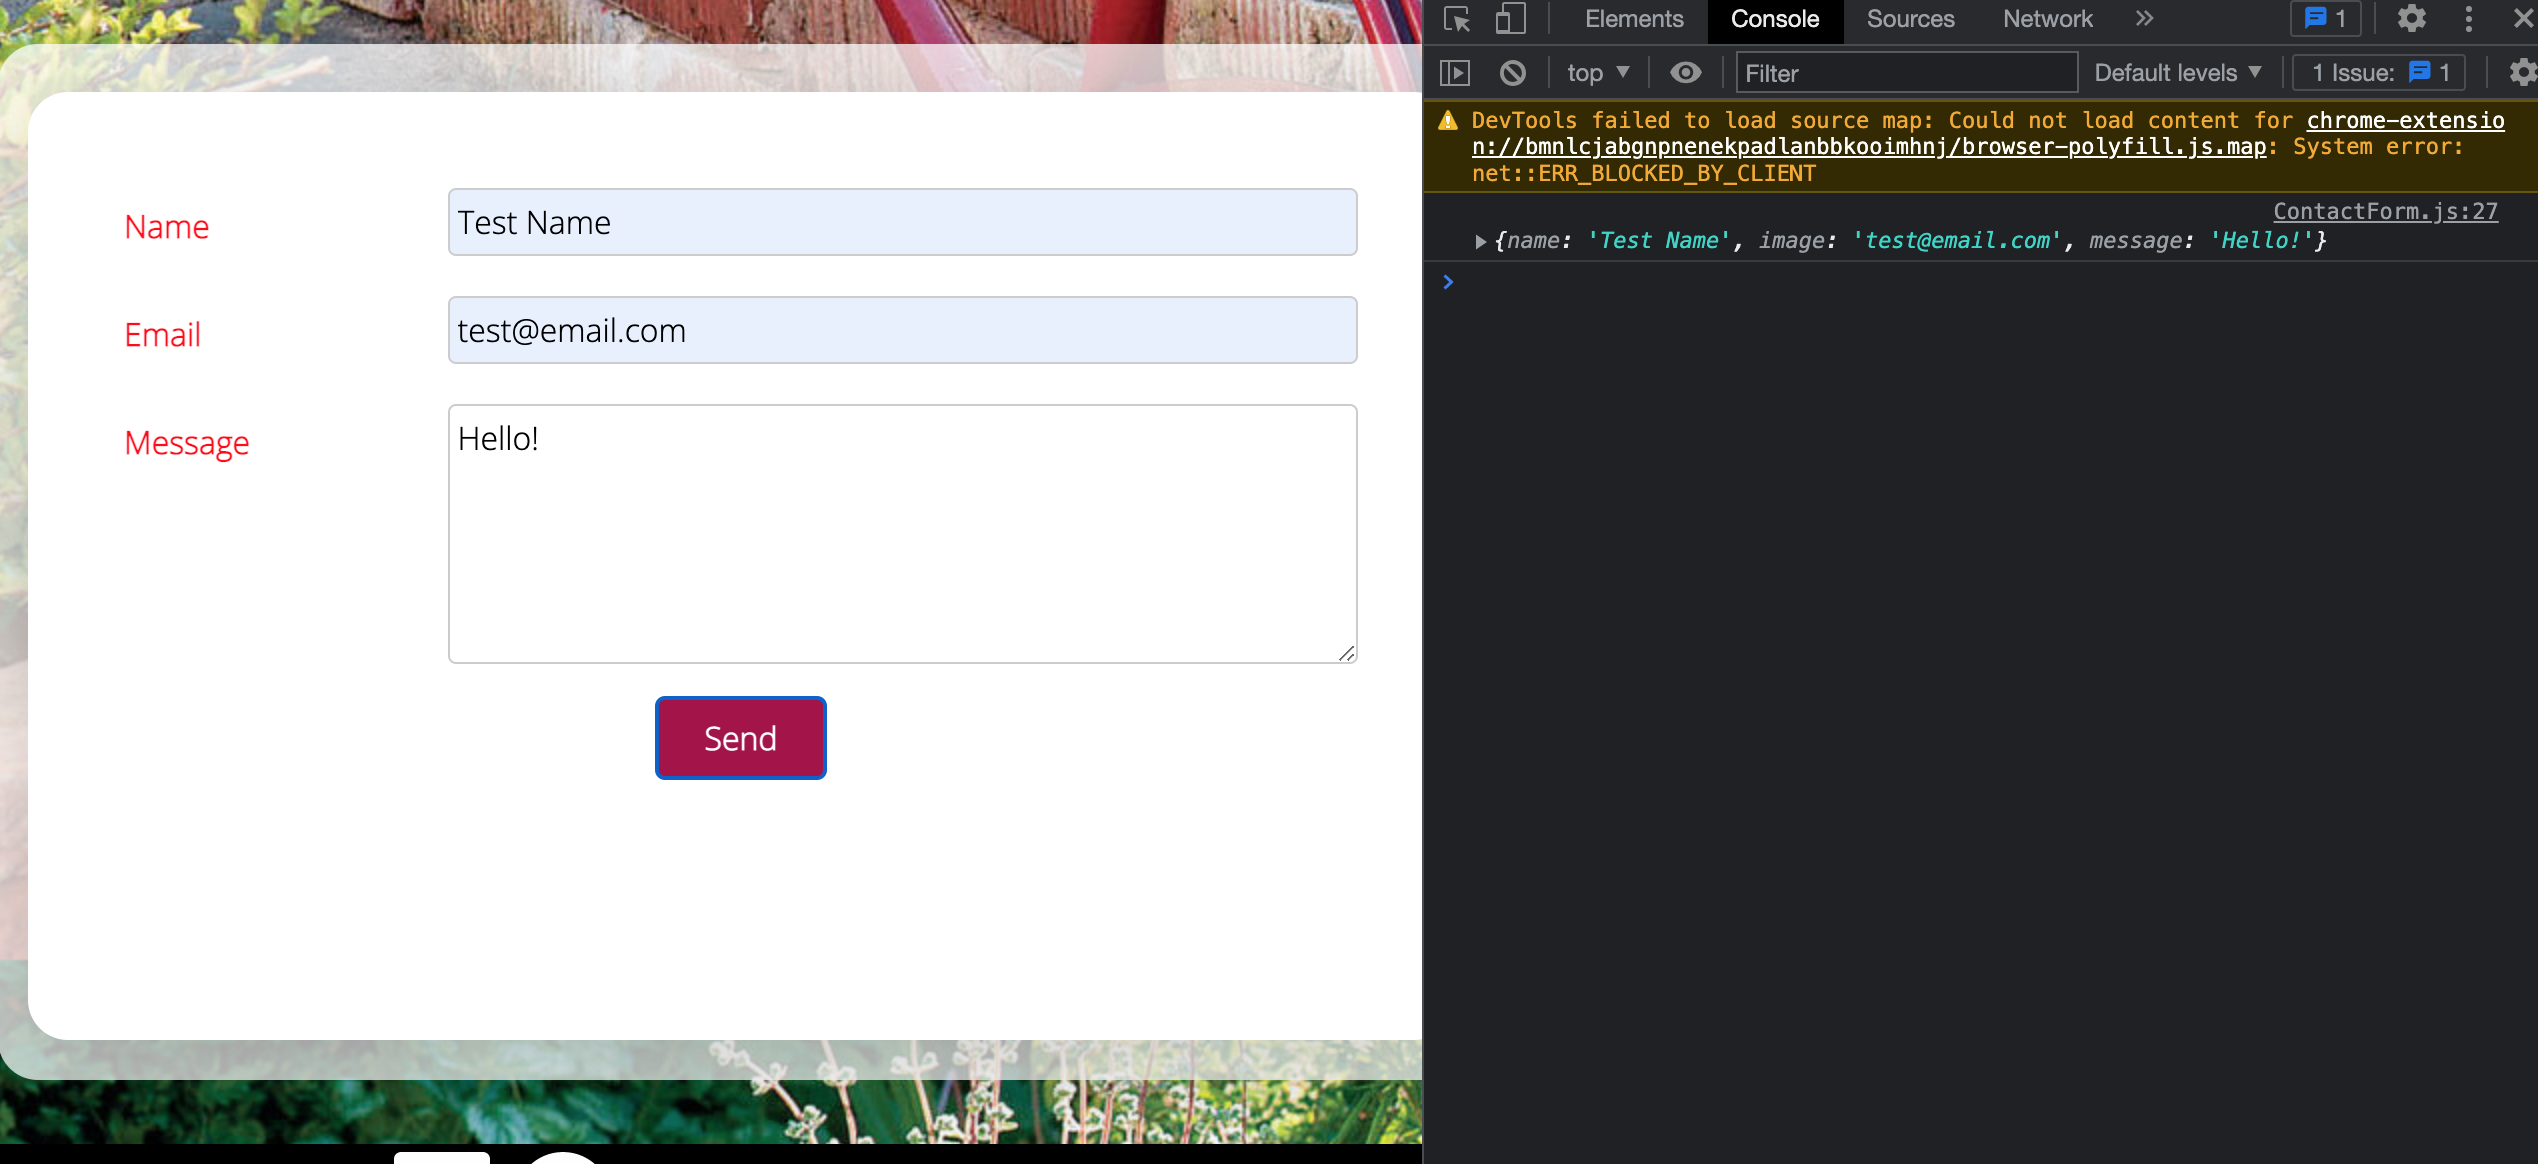 Name
Test Name
Email
test@email.com
Message
Hello!
Send
Elements Console Sources Network » 1
top ▼ Filter Default levels ▼ 1 Issue: 1
DevTools failed to load source map: Could not load content for chrome-extensio
n://bmnlcjabgnpnenekpadlanbbkooimhnj/browser-polyfill.js.map: System error:
net::ERR_BLOCKED_BY_CLIENT
ContactForm.js:27
▶ {name: 'Test Name', image: 'test@email.com', message: 'Hello!'}
>